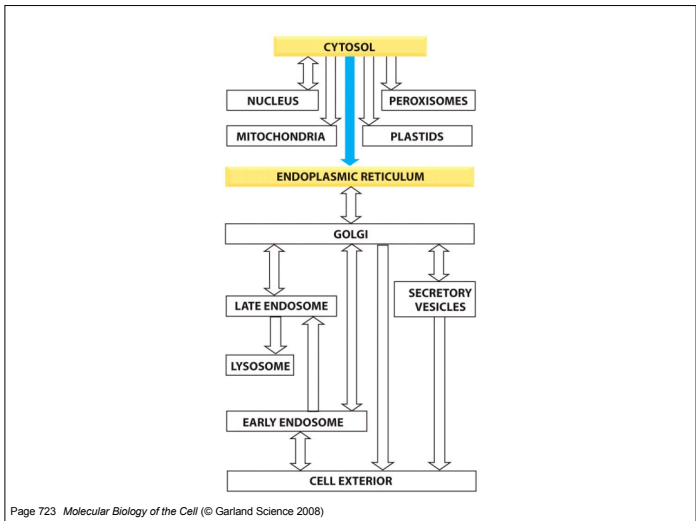 CYTOSOL
NUCLEUS
PEROXISOMES
MITOCHONDRIA
PLASTIDS
ENDOPLASMIC RETICULUM
GOLGI
LATE ENDOSOME
SECRETORY
VESICLES
LYSOSOME
EARLY ENDOSOME
CELL EXTERIOR
Page 723 Molecular Biology of the Cell (© Garland Science 2008)